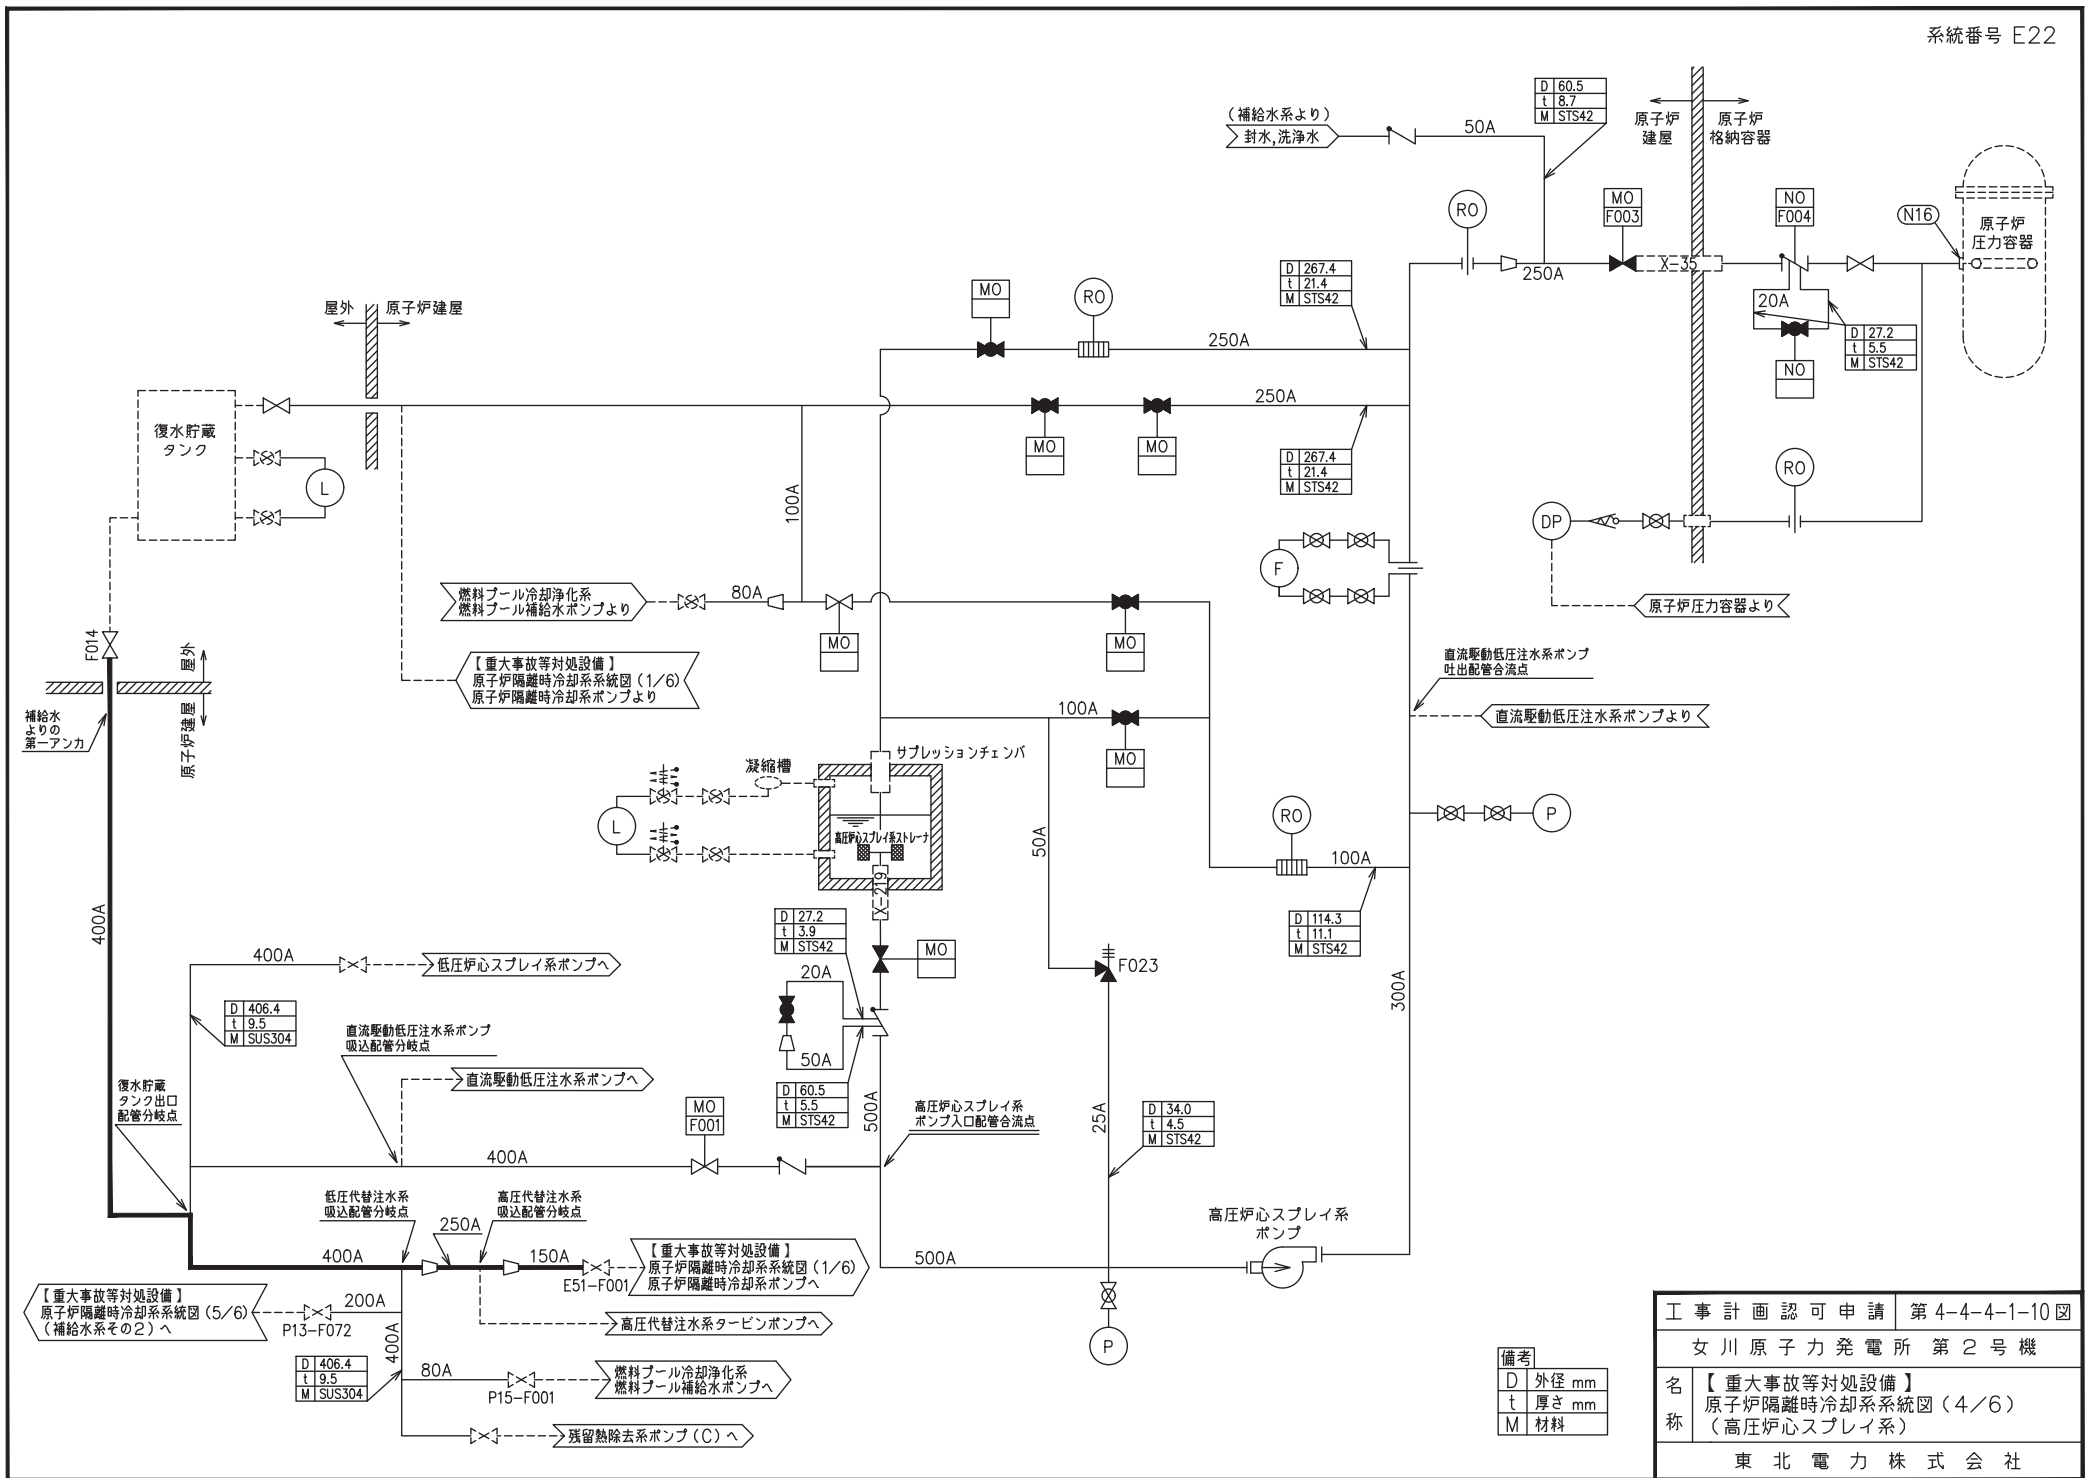 系統番号 E22
D 60.5
t 8.7
M STS42
(補給水系より)
封水,洗浄水
50A
原子炉
建屋
原子炉
格納容器
RO
MO
F003
NO
F004
N16
原子炉
圧力容器
250A
X-35
20A
D 27.2
t 5.5
M STS42
NO
D 267.4
t 21.4
M STS42
MO
RO
250A
屋外
原子炉建屋
250A
MO
MO
D 267.4
t 21.4
M STS42
復水貯蔵
タンク
L
100A
RO
DP
F
原子炉圧力容器より
燃料プール冷却浄化系
燃料プール補給水ポンプより
80A
MO
MO
F014
屋外
原子炉建屋
【重大事故等対処設備】
原子炉隔離時冷却系系統図(1/6)
原子炉隔離時冷却系ポンプより
直流駆動低圧注水系ポンプ
吐出配管合流点
直流駆動低圧注水系ポンプより
補給水
よりの
第一アンカ
100A
MO
サプレッションチェンバ
凝縮槽
L
高圧炉心スプレイ系ストレーナ
X-219
50A
RO
100A
P
D 114.3
t 11.1
M STS42
400A
D 27.2
t 3.9
M STS42
MO
F023
300A
400A
低圧炉心スプレイ系ポンプへ
20A
50A
D 406.4
t 9.5
M SUS304
直流駆動低圧注水系ポンプ
吸込配管分岐点
直流駆動低圧注水系ポンプへ
D 60.5
t 5.5
M STS42
500A
復水貯蔵
タンク出口
配管分岐点
MO
F001
高圧炉心スプレイ系
ポンプ入口配管合流点
25A
D 34.0
t 4.5
M STS42
400A
低圧代替注水系
吸込配管分岐点
高圧代替注水系
吸込配管分岐点
250A
400A
150A
E51-F001
【重大事故等対処設備】
原子炉隔離時冷却系系統図(1/6)
原子炉隔離時冷却系ポンプへ
500A
高圧炉心スプレイ系
ポンプ
P
【重大事故等対処設備】
原子炉隔離時冷却系系統図(5/6)
(補給水系その2)へ
200A
P13-F072
高圧代替注水系タービンポンプへ
400A
D 406.4
t 9.5
M SUS304
80A
P15-F001
燃料プール冷却浄化系
燃料プール補給水ポンプへ
残留熱除去系ポンプ(C)へ
備考
D 外径 mm
t 厚さ mm
M 材料
工事計画認可申請 第4-4-4-1-10図
女川原子力発電所 第2号機
名称
【重大事故等対処設備】
原子炉隔離時冷却系系統図(4/6)
(高圧炉心スプレイ系)
東北電力株式会社